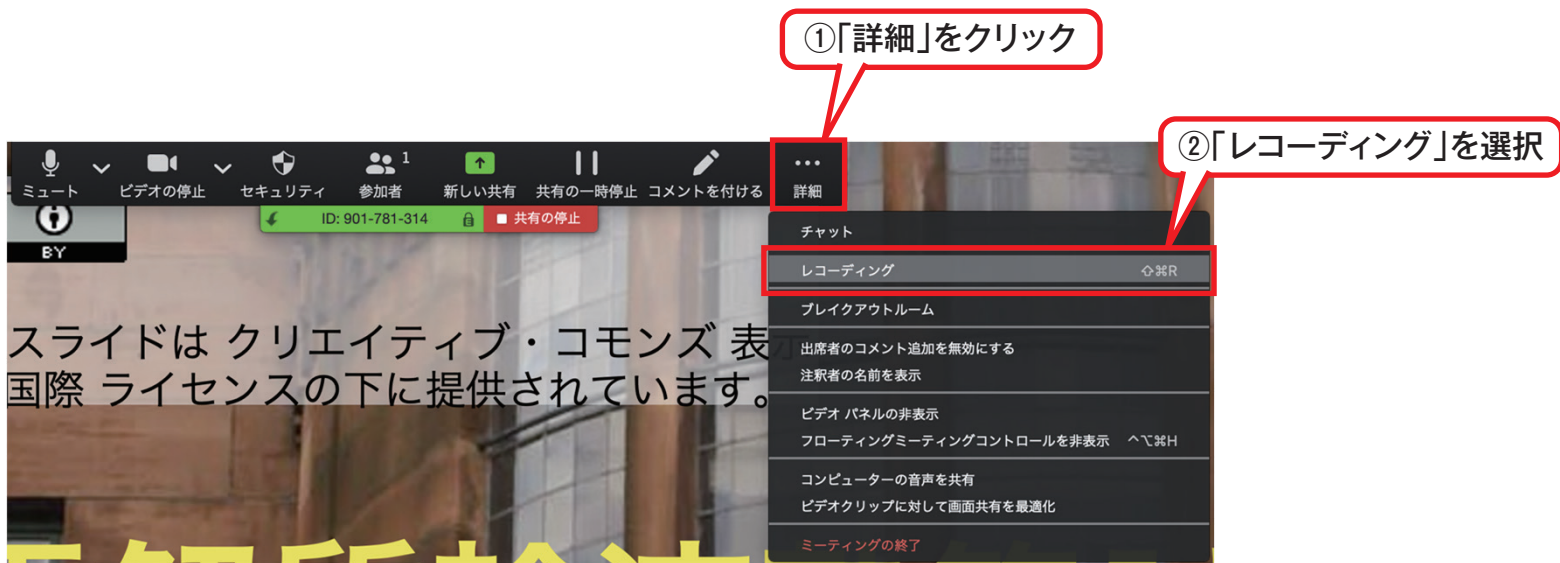 ①「詳細」をクリック
②「レコーディング」を選択
1
ミュート ビデオの停止 セキュリティ 参加者 新しい共有 共有の一時停止 コメントを付ける 詳細
ID: 901-781-314 共有の停止
BY
チャット
レコーディング ⇧⌘R
ブレイクアウトルーム
出席者のコメント追加を無効にする
注釈者の名前を表示
ビデオ パネルの非表示
フローティングミーティングコントロールを非表示 ^⌥⌘H
コンピューターの音声を共有
ビデオクリップに対して画面共有を最適化
ミーティングの終了
スライドは クリエイティブ・コモンズ 表示
国際 ライセンスの下に提供されています。